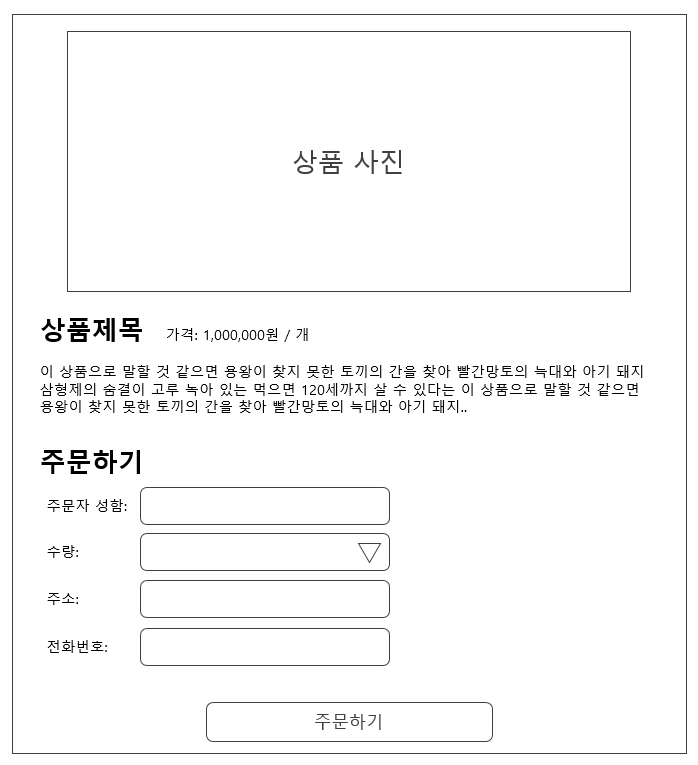 상품 사진
상품제목 가격: 1,000,000원 / 개
이 상품으로 말할 것 같으면 용왕이 찾지 못한 토끼의 간을 찾아 빨간망토의 늑대와 아기 돼지
삼형제의 숨결이 고루 녹아 있는 먹으면 120세까지 살 수 있다는 이 상품으로 말할 것 같으면
용왕이 찾지 못한 토끼의 간을 찾아 빨간망토의 늑대와 아기 돼지..
주문하기
주문자 성함:
수량:
주소:
전화번호:
주문하기